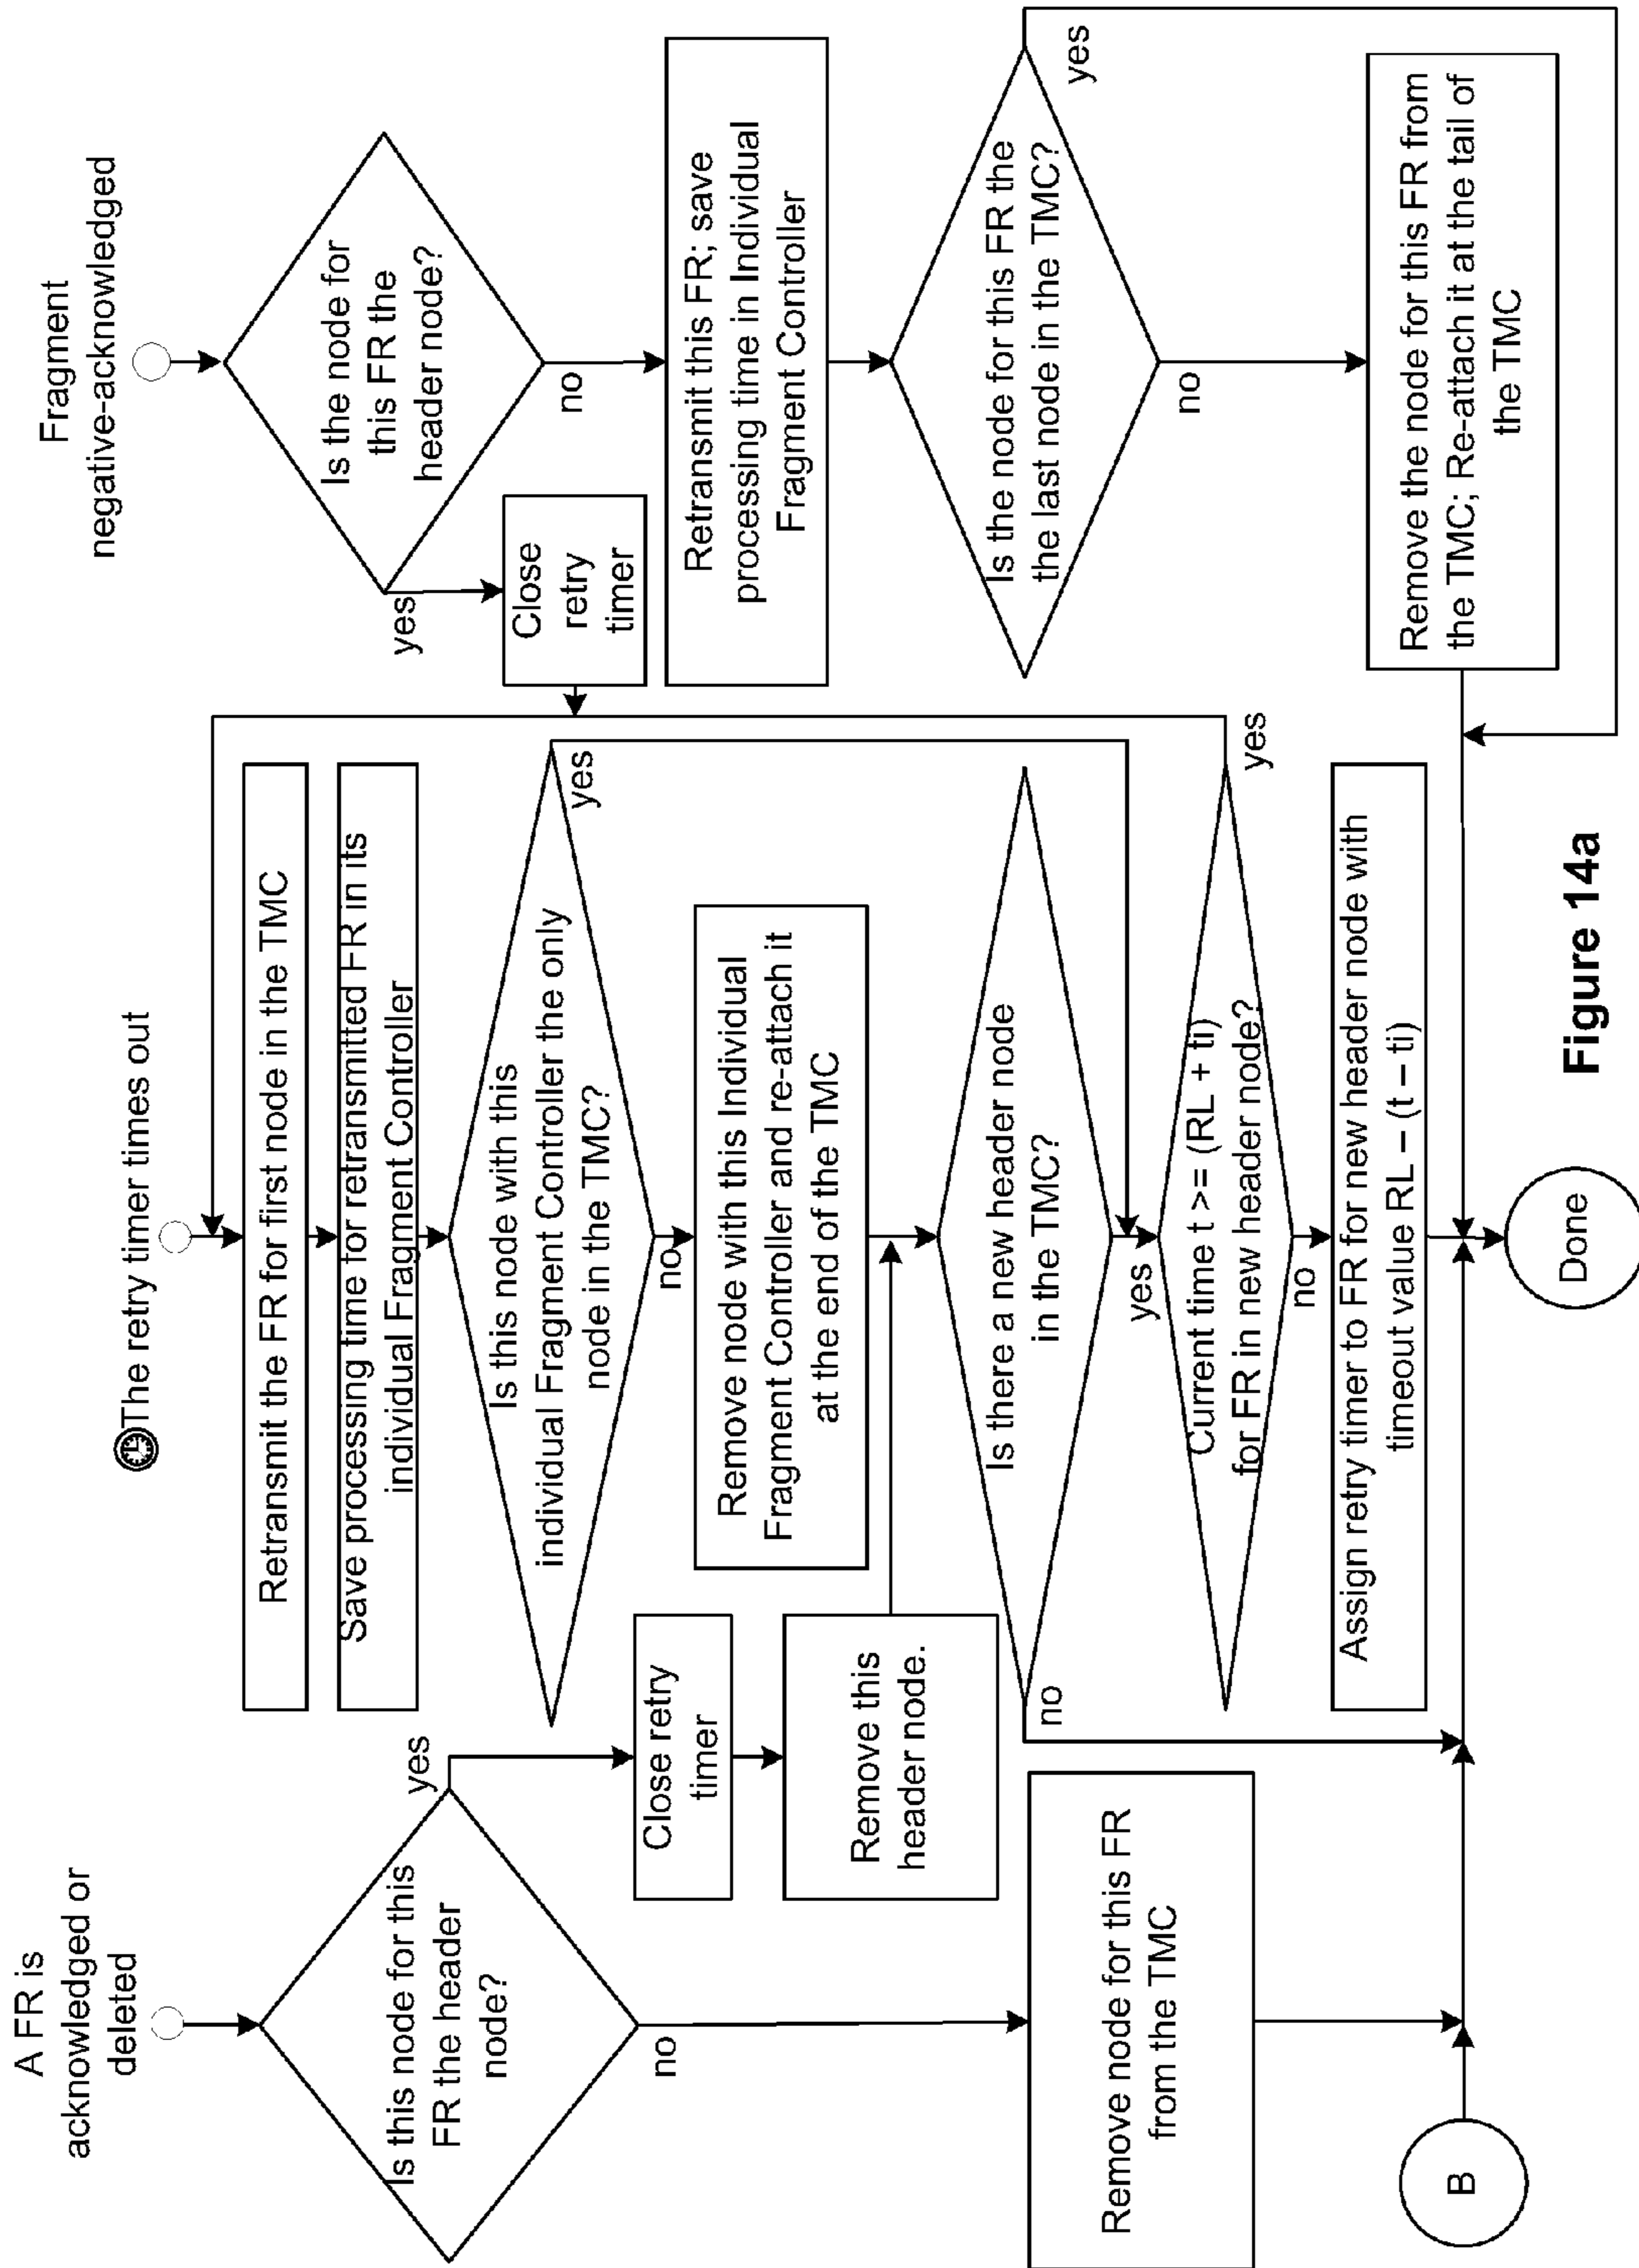 A FR is
acknowledged or
deleted
Is this node for this
FR the header
node?
yes
no
Close retry
timer
Remove this
header node.
Remove node for this FR
from the TMC
B
The retry timer times out
Retransmit the FR for first node in the TMC
Save processing time for retransmitted FR in its
individual Fragment Controller
Is this node with this
individual Fragment Controller the only
node in the TMC?
yes
no
Remove node with this Individual
Fragment Controller and re-attach it
at the end of the TMC
Is there a new header node
in the TMC?
no
yes
Current time t >= (RL + ti)
for FR in new header node?
yes
no
Assign retry timer to FR for new header node with
timeout value RL – (t – ti)
Done
Fragment
negative-acknowledged
Is the node for
this FR the
header node?
yes
no
Close
retry
timer
Retransmit this FR; save
processing time in Individual
Fragment Controller
Is the node for this FR the
the last node in the TMC?
yes
no
Remove the node for this FR from
the TMC; Re-attach it at the tail of
the TMC
Figure 14a